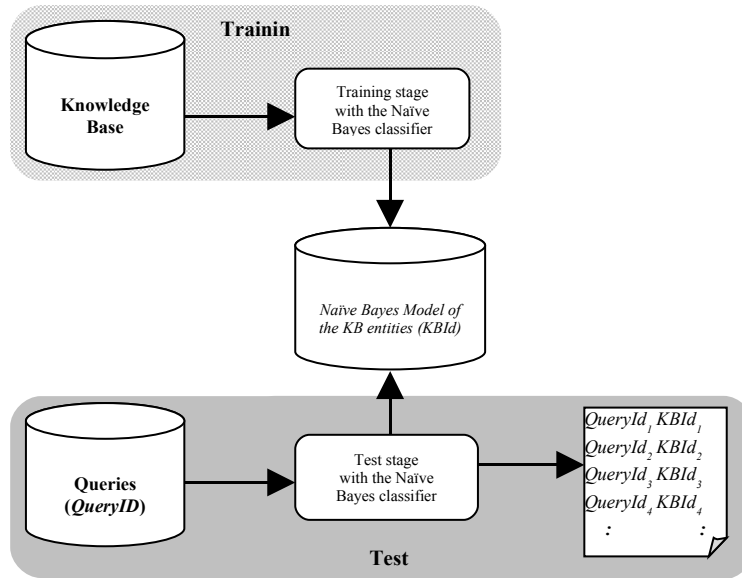 Trainin
Knowledge
Base
Training stage
with the Naïve
Bayes classifier
Naïve Bayes Model of
the KB entities (KBId)
Queries
(QueryID)
Test stage
with the Naïve
Bayes classifier
QueryId1 KBId1
QueryId2 KBId2
QueryId3 KBId3
QueryId4 KBId4
: :
Test